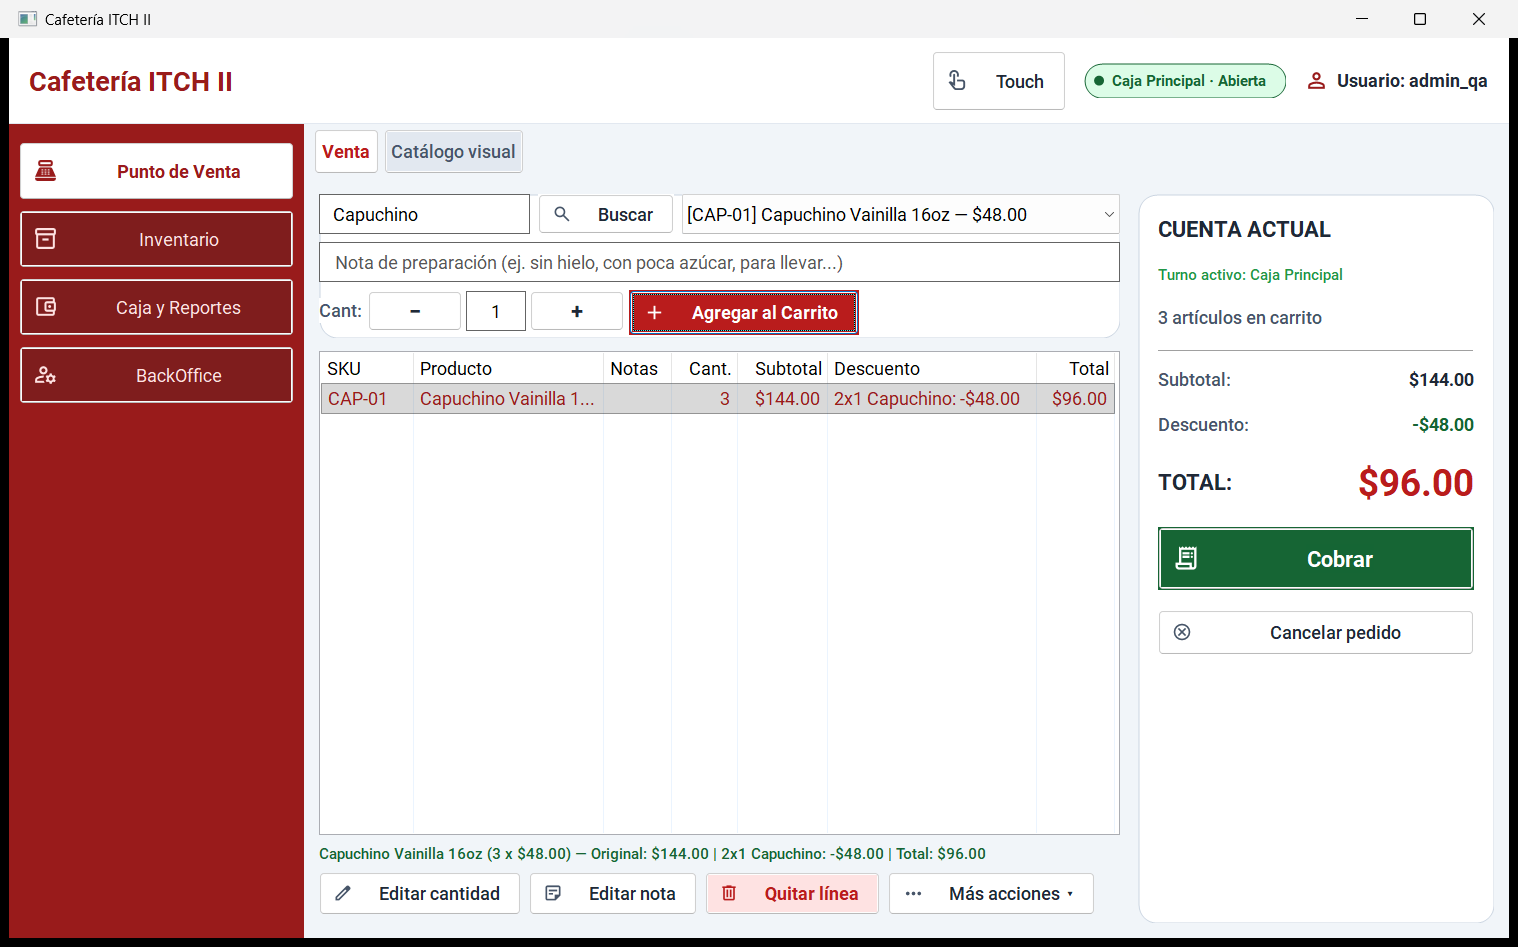 Cafetería ITCH II
Cafetería ITCH II
Touch
Caja Principal · Abierta
Usuario: admin_qa
Punto de Venta
Inventario
Caja y Reportes
BackOffice
Venta
Catálogo visual
Capuchino
Buscar
[CAP-01] Capuchino Vainilla 16oz — $48.00
Nota de preparación (ej. sin hielo, con poca azúcar, para llevar...)
Cant:
−
1
+
+ Agregar al Carrito
SKU Producto Notas Cant. Subtotal Descuento Total
CAP-01 Capuchino Vainilla 1... 3 $144.00 2x1 Capuchino: -$48.00 $96.00
Capuchino Vainilla 16oz (3 x $48.00) — Original: $144.00 | 2x1 Capuchino: -$48.00 | Total: $96.00
Editar cantidad
Editar nota
Quitar línea
Más acciones
CUENTA ACTUAL
Turno activo: Caja Principal
3 artículos en carrito
Subtotal: $144.00
Descuento: -$48.00
TOTAL: $96.00
Cobrar
Cancelar pedido